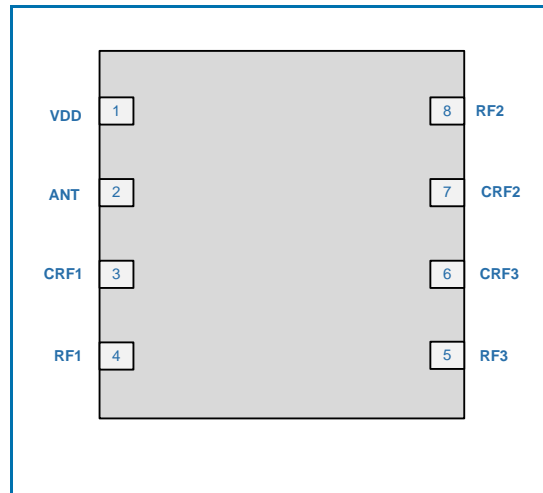 VDD 1 8 RF2
ANT 2 7 CRF2
CRF1 3 6 CRF3
RF1 4 5 RF3